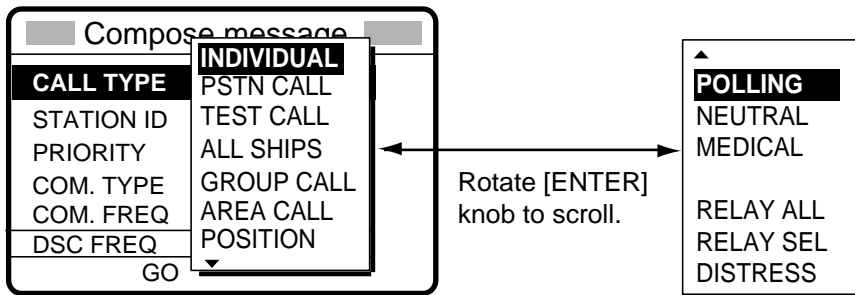 Compose message
CALL TYPE
STATION ID
PRIORITY
COM. TYPE
COM. FREQ
DSC FREQ
GO
INDIVIDUAL
PSTN CALL
TEST CALL
ALL SHIPS
GROUP CALL
AREA CALL
POSITION
Rotate [ENTER]
knob to scroll.
POLLING
NEUTRAL
MEDICAL
RELAY ALL
RELAY SEL
DISTRESS